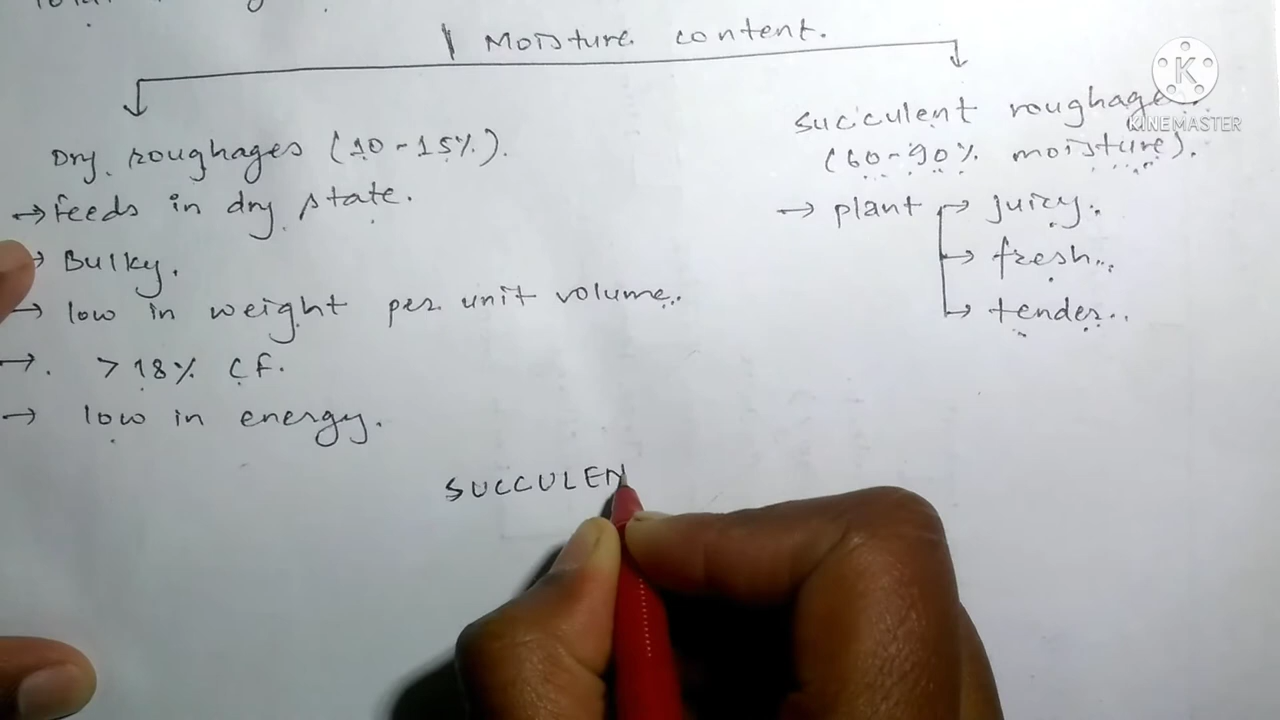 Moisture content.
Dry roughages (10-15%).
→ feeds in dry state.
→ Bulky.
→ low in weight per unit volume..
→. >18% CF.
→ low in energy.
succulent roughage
(60-90% moisture).
→ plant → juicy.
→ fresh..
→ tender..
SUCCULEN
K
KINEMASTER